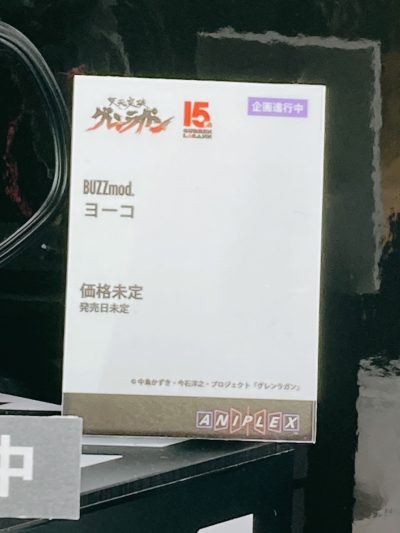 天元突破
グレンラガン
15th
GURREN
LAGANN
企画進行中
BUZZmod.
ヨーコ
価格未定
発売日未定
© 中島かずき・今石洋之・プロジェクト「グレンラガン」
ANIPLEX
中